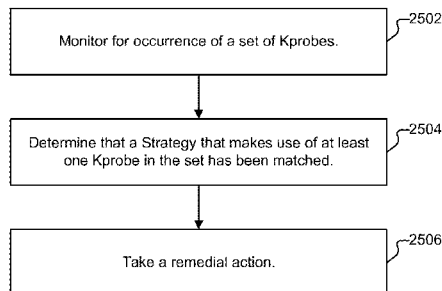 2502
Monitor for occurrence of a set of Kprobes.
2504
Determine that a Strategy that makes use of at least
one Kprobe in the set has been matched.
2506
Take a remedial action.